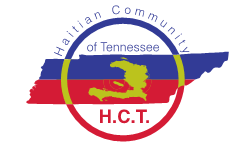 Haitian Community
of Tennessee
H.C.T.